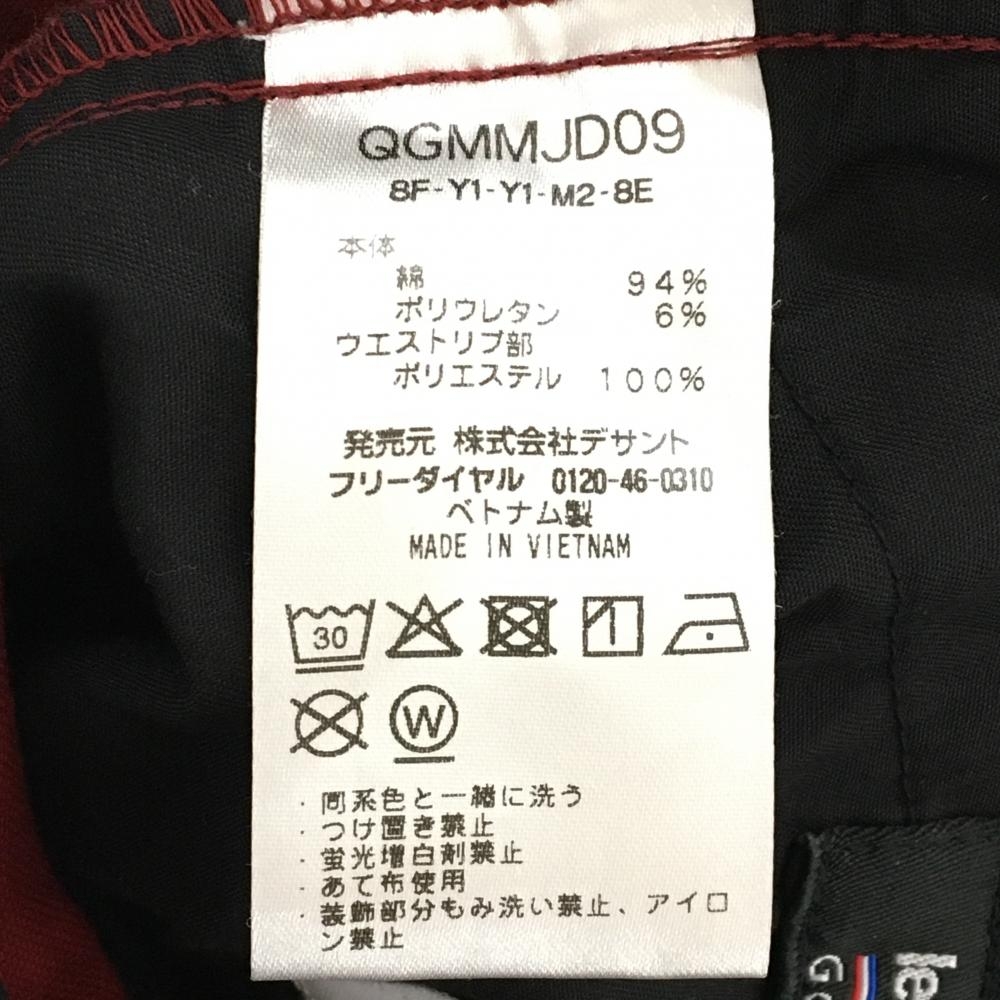 QGMMJD09
8F-Y1-Y1-M2-8E
本体
綿 94%
ポリウレタン 6%
ウエストリブ部
ポリエステル 100%
発売元 株式会社デサント
フリーダイヤル 0120-46-0310
ベトナム製
MADE IN VIETNAM
30
W
・同系色と一緒に洗う
・つけ置き禁止
・蛍光増白剤禁止
・あて布使用
・装飾部分もみ洗い禁止、アイロ
ン禁止
le
G